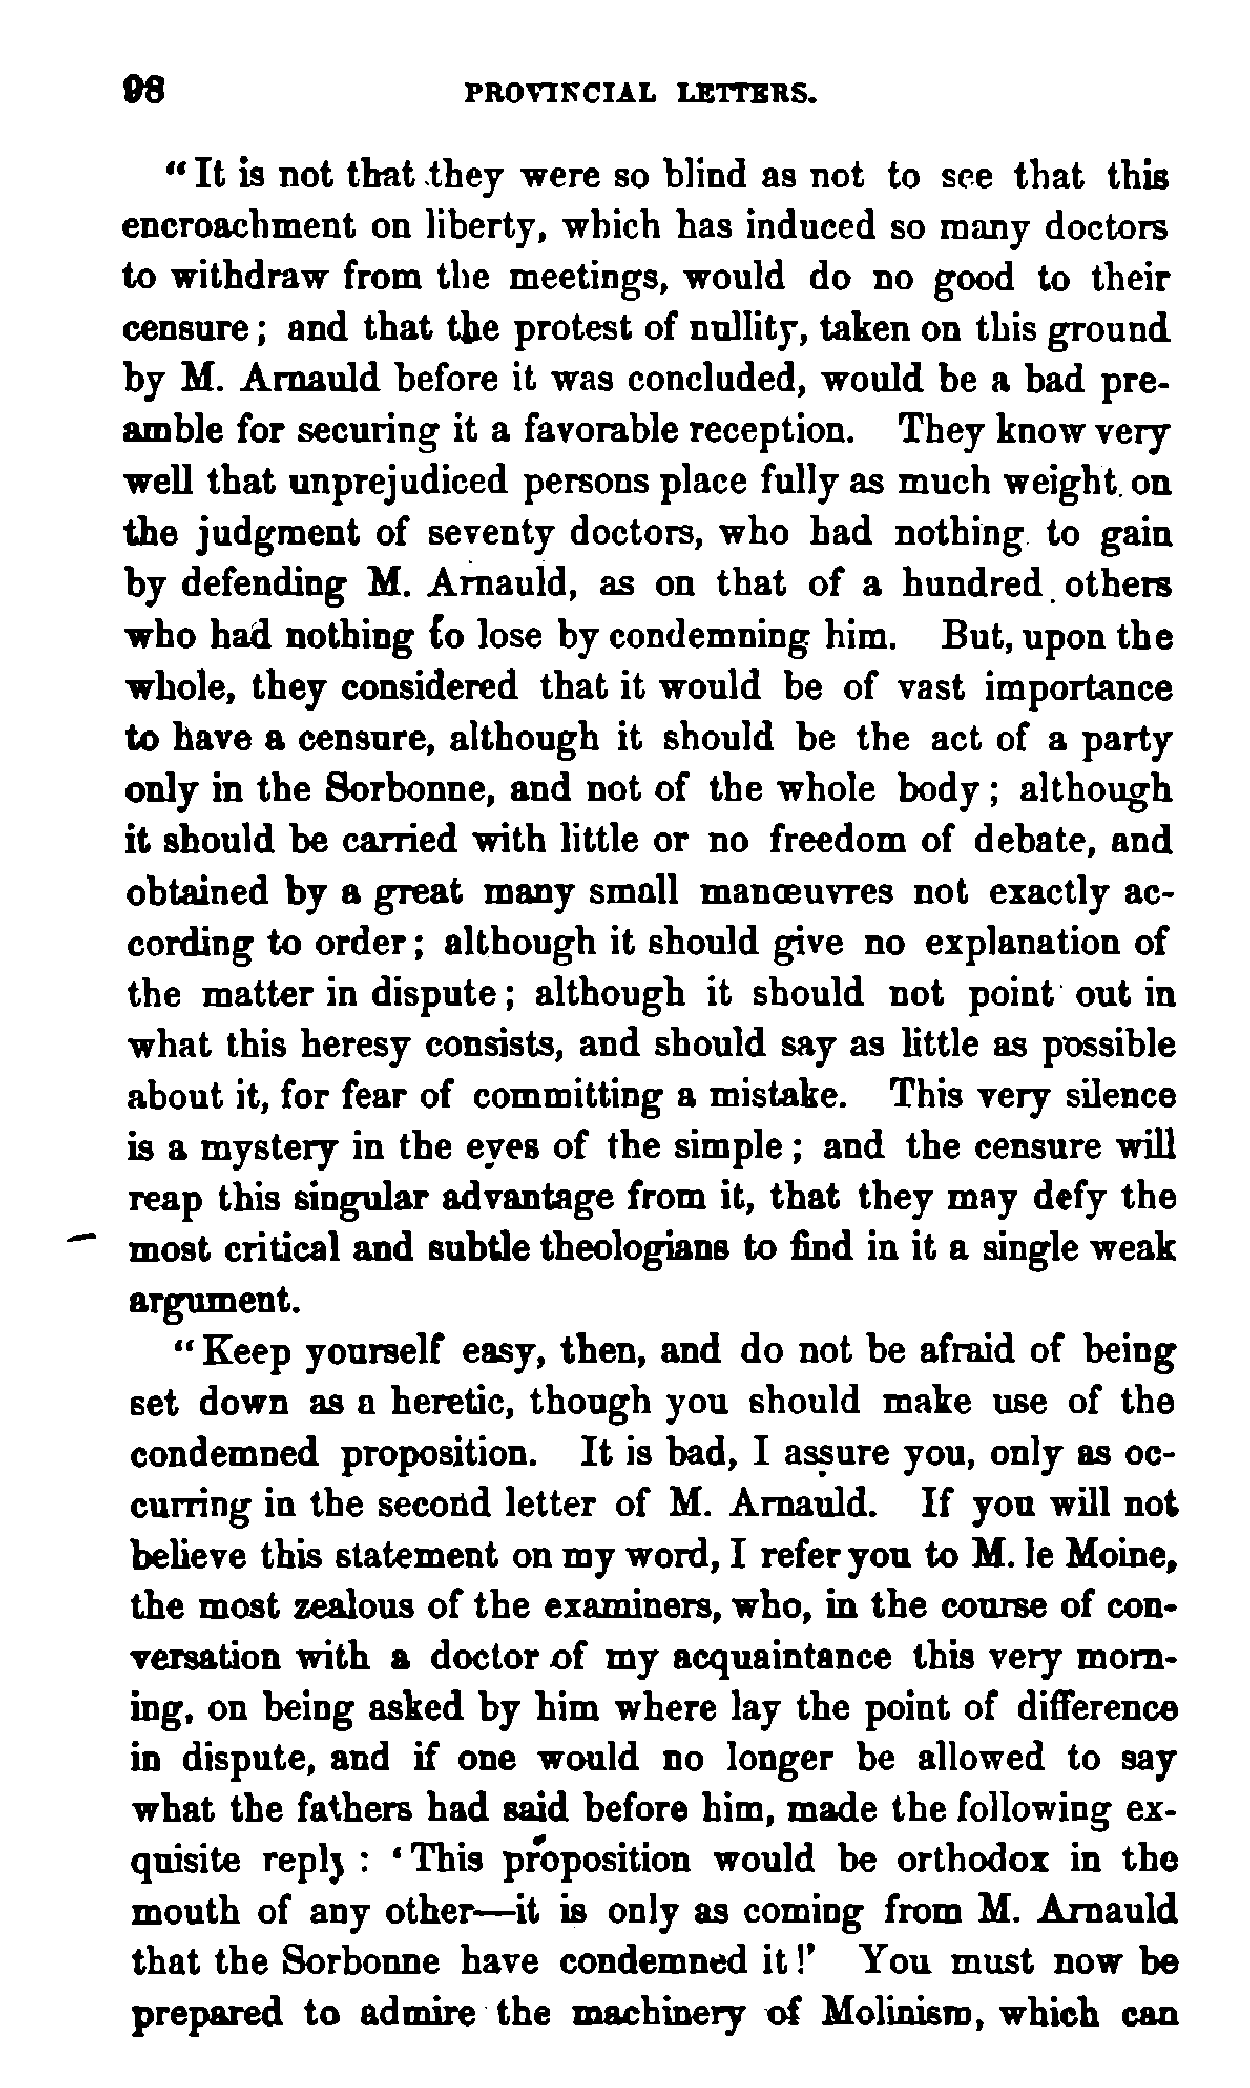 98 PROVINCIAL LETTERS.
“It is not that they were so blind as not to see that this
encroachment on liberty, which has induced so many doctors
to withdraw from the meetings, would do no good to their
censure; and that the protest of nullity, taken on this ground
by M. Arnauld before it was concluded, would be a bad pre-
amble for securing it a favorable reception. They know very
well that unprejudiced persons place fully as much weight on
the judgment of seventy doctors, who had nothing to gain
by defending M. Arnauld, as on that of a hundred others
who had nothing to lose by condemning him. But, upon the
whole, they considered that it would be of vast importance
to have a censure, although it should be the act of a party
only in the Sorbonne, and not of the whole body; although
it should be carried with little or no freedom of debate, and
obtained by a great many small manœuvres not exactly ac-
cording to order; although it should give no explanation of
the matter in dispute; although it should not point out in
what this heresy consists, and should say as little as possible
about it, for fear of committing a mistake. This very silence
is a mystery in the eyes of the simple; and the censure will
reap this singular advantage from it, that they may defy the
most critical and subtle theologians to find in it a single weak
argument.
“Keep yourself easy, then, and do not be afraid of being
set down as a heretic, though you should make use of the
condemned proposition. It is bad, I assure you, only as oc-
curring in the second letter of M. Arnauld. If you will not
believe this statement on my word, I refer you to M. le Moine,
the most zealous of the examiners, who, in the course of con-
versation with a doctor of my acquaintance this very morn-
ing, on being asked by him where lay the point of difference
in dispute, and if one would no longer be allowed to say
what the fathers had said before him, made the following ex-
quisite reply: ‘This proposition would be orthodox in the
mouth of any other—it is only as coming from M. Arnauld
that the Sorbonne have condemned it!’ You must now be
prepared to admire the machinery of Molinism, which can